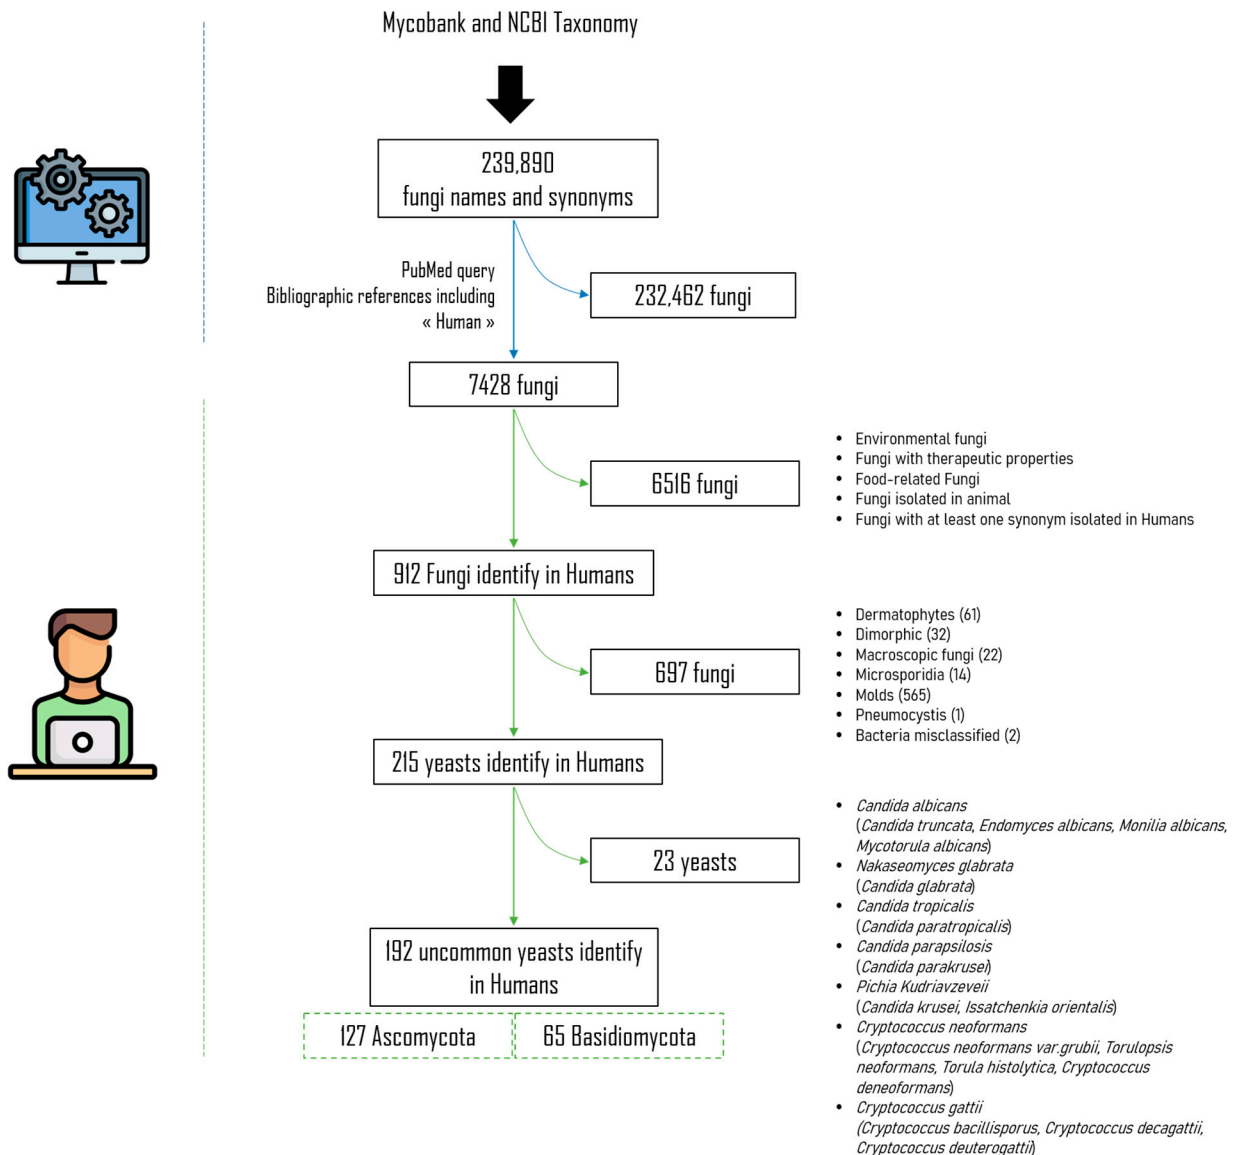 Mycobank and NCBI Taxonomy
239,890
fungi names and synonyms
PubMed query
Bibliographic references including
« Human »
232,462 fungi
7428 fungi
6516 fungi
• Environmental fungi
• Fungi with therapeutic properties
• Food-related Fungi
• Fungi isolated in animal
• Fungi with at least one synonym isolated in Humans
912 Fungi identify in Humans
697 fungi
• Dermatophytes (61)
• Dimorphic (32)
• Macroscopic fungi (22)
• Microsporidia (14)
• Molds (565)
• Pneumocystis (1)
• Bacteria misclassified (2)
215 yeasts identify in Humans
23 yeasts
• Candida albicans
(Candida truncata, Endomyces albicans, Monilia albicans,
Mycotorula albicans)
• Nakaseomyces glabrata
(Candida glabrata)
• Candida tropicalis
(Candida paratropicalis)
• Candida parapsilosis
(Candida parakrusei)
• Pichia Kudriavzeveii
(Candida krusei, Issatchenkia orientalis)
• Cryptococcus neoformans
(Cryptococcus neoformans var.grubii, Torulopsis
neoformans, Torula histolytica, Cryptococcus
deneoformans)
• Cryptococcus gattii
(Cryptococcus bacillisporus, Cryptococcus decagattii,
Cryptococcus deuterogattii)
192 uncommon yeasts identify
in Humans
127 Ascomycota
65 Basidiomycota